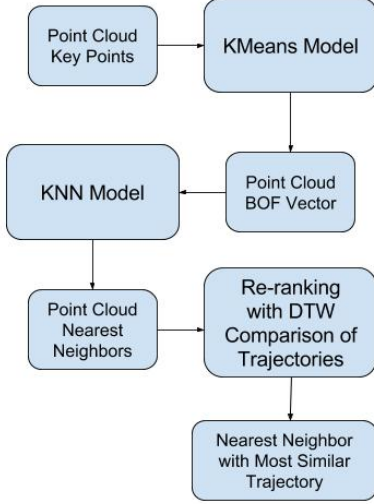 Point Cloud
Key Points
KMeans Model
Point Cloud
BOF Vector
KNN Model
Point Cloud
Nearest
Neighbors
Re-ranking
with DTW
Comparison of
Trajectories
Nearest Neighbor
with Most Similar
Trajectory